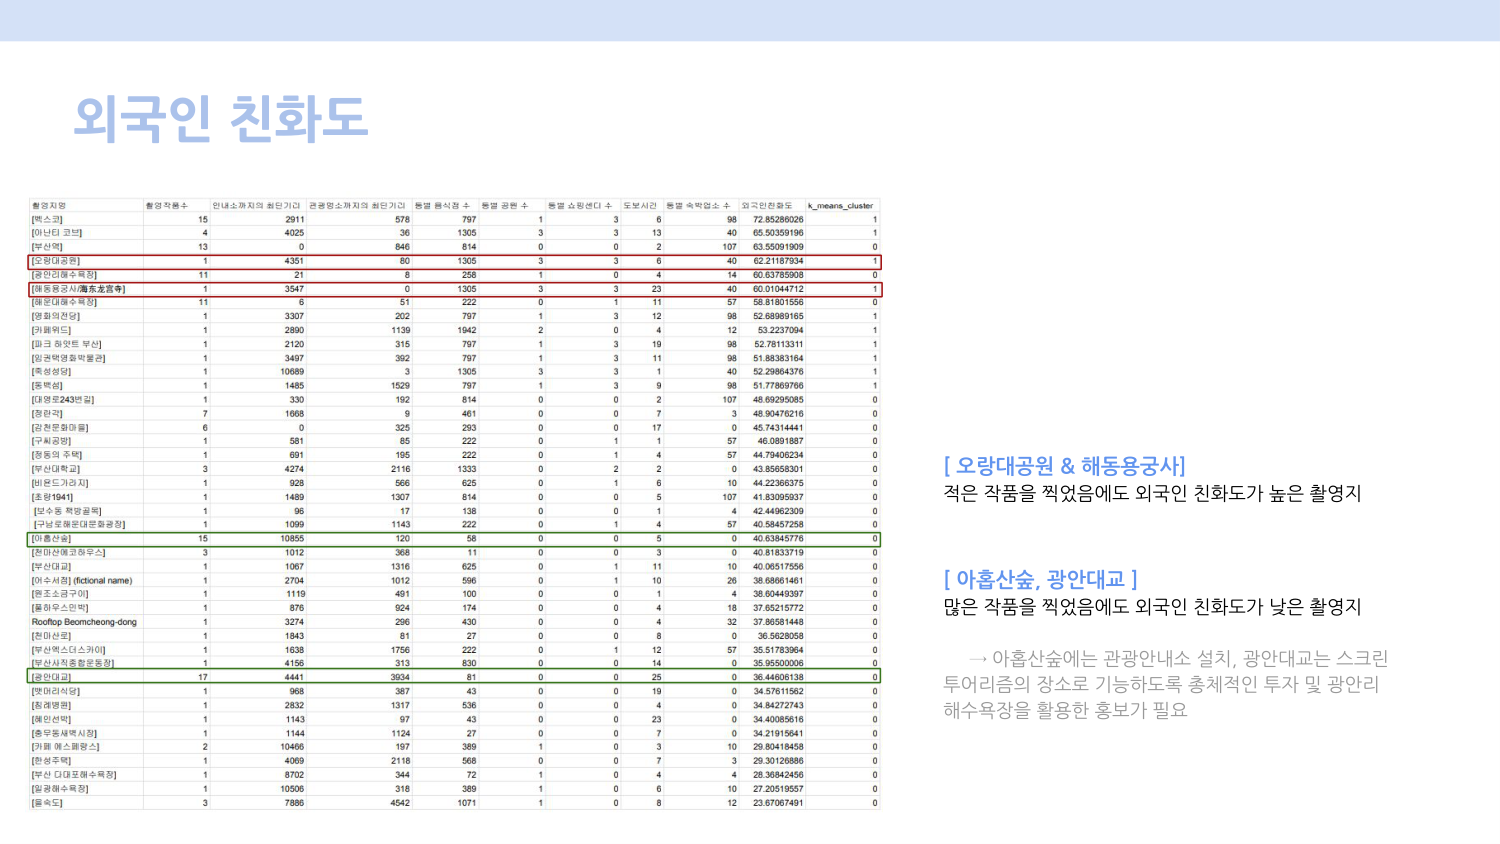 외국인 친화도
촬영지명 촬영작품수 안내소까지의 최단거리 관광명소까지의 최단거리 동별 음식점 수 동별 공원 수 동별 쇼핑센터 수 도보시간 동별 숙박업소 수 외국인친화도 k_means_cluster
[벡스코] 15 2911 578 797 1 3 6 98 72.85286026 1
[아난티 코브] 4 4025 36 1305 3 3 13 40 65.50359196 1
[부산역] 13 0 846 814 0 0 2 107 63.55091909 0
[오랑대공원] 1 4351 80 1305 3 3 6 40 62.21187934 1
[광안리해수욕장] 11 21 8 258 1 0 4 14 60.63785908 0
[해동용궁사/海东龙宫寺] 1 3547 0 1305 3 3 23 40 60.01044712 1
[해운대해수욕장] 11 6 51 222 0 1 11 57 58.81801556 0
[영화의전당] 1 3307 202 797 1 3 12 98 52.68989165 1
[카페위드] 1 2890 1139 1942 2 0 4 12 53.2237094 1
[파크 하얏트 부산] 1 2120 315 797 1 3 19 98 52.78113311 1
[임권택영화박물관] 1 3497 392 797 1 3 11 98 51.88383164 1
[죽성성당] 1 10689 3 1305 3 3 1 40 52.29864376 1
[동백섬] 1 1485 1529 797 1 3 9 98 51.77869766 1
[대영로243번길] 1 330 192 814 0 0 2 107 48.69295085 0
[정란각] 7 1668 9 461 0 0 7 3 48.90476216 0
[감천문화마을] 6 0 325 293 0 0 17 0 45.74314441 0
[구씨공방] 1 581 85 222 0 1 1 57 46.0891887 0
[정동의 주택] 1 691 195 222 0 1 4 57 44.79406234 0
[부산대학교] 3 4274 2116 1333 0 2 2 0 43.85658301 0
[비욘드가라지] 1 928 566 625 0 1 6 10 44.22366375 0
[초량1941] 1 1489 1307 814 0 0 5 107 41.83095937 0
[보수동 책방골목] 1 96 17 138 0 0 1 4 42.44962309 0
[구남로해운대문화광장] 1 1099 1143 222 0 1 4 57 40.58457258 0
[아홉산숲] 15 10855 120 58 0 0 5 0 40.63845776 0
[천마산에코하우스] 3 1012 368 11 0 0 3 0 40.81833719 0
[부산대교] 1 1067 1316 625 0 1 11 10 40.06517556 0
[여수서점] (fictional name) 1 2704 1012 596 0 1 10 26 38.68661461 0
[원조소금구이] 1 1119 491 100 0 0 1 4 38.60449397 0
[풀하우스민박] 1 876 924 174 0 0 4 18 37.65215772 0
Rooftop Beomcheong-dong 1 3274 296 430 0 0 4 32 37.86581448 0
[천마산로] 1 1843 81 27 0 0 8 0 36.5628058 0
[부산엑스더스카이] 1 1638 1756 222 0 1 12 57 35.51783964 0
[부산사직종합운동장] 1 4156 313 830 0 0 14 0 35.95500006 0
[광안대교] 17 4441 3934 81 0 0 25 0 36.44606138 0
[깻머리식당] 1 968 387 43 0 0 19 0 34.57611562 0
[침례병원] 1 2832 1317 536 0 0 4 0 34.84272743 0
[해인선박] 1 1143 97 43 0 0 23 0 34.40085616 0
[충무동새벽시장] 1 1144 1124 27 0 0 7 0 34.21915641 0
[카페 에스페랑스] 2 10466 197 389 1 0 3 10 29.80418458 0
[한성주택] 1 4069 2118 568 0 0 7 3 29.30126886 0
[부산 다대포해수욕장] 1 8702 344 72 1 0 4 4 28.36842456 0
[일광해수욕장] 1 10506 318 389 1 0 6 10 27.20519557 0
[을숙도] 3 7886 4542 1071 1 0 8 12 23.67067491 0
[ 오랑대공원 & 해동용궁사]
적은 작품을 찍었음에도 외국인 친화도가 높은 촬영지
[ 아홉산숲, 광안대교 ]
많은 작품을 찍었음에도 외국인 친화도가 낮은 촬영지
→ 아홉산숲에는 관광안내소 설치, 광안대교는 스크린
투어리즘의 장소로 기능하도록 총체적인 투자 및 광안리
해수욕장을 활용한 홍보가 필요